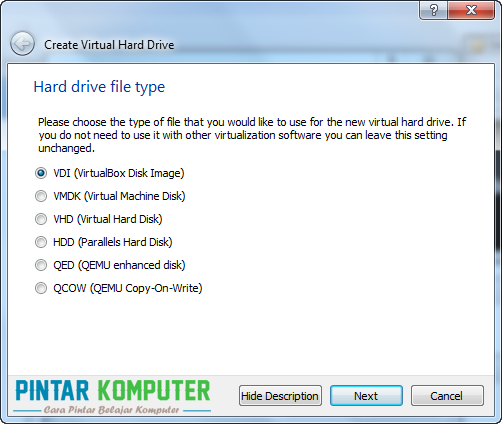 Create Virtual Hard Drive
Hard drive file type
Please choose the type of file that you would like to use for the new virtual hard drive. If
you do not need to use it with other virtualization software you can leave this setting
unchanged.
VDI (VirtualBox Disk Image)
VMDK (Virtual Machine Disk)
VHD (Virtual Hard Disk)
HDD (Parallels Hard Disk)
QED (QEMU enhanced disk)
QCOW (QEMU Copy-On-Write)
PINTAR KOMPUTER
Cara Pintar Belajar Komputer
Hide Description Next Cancel